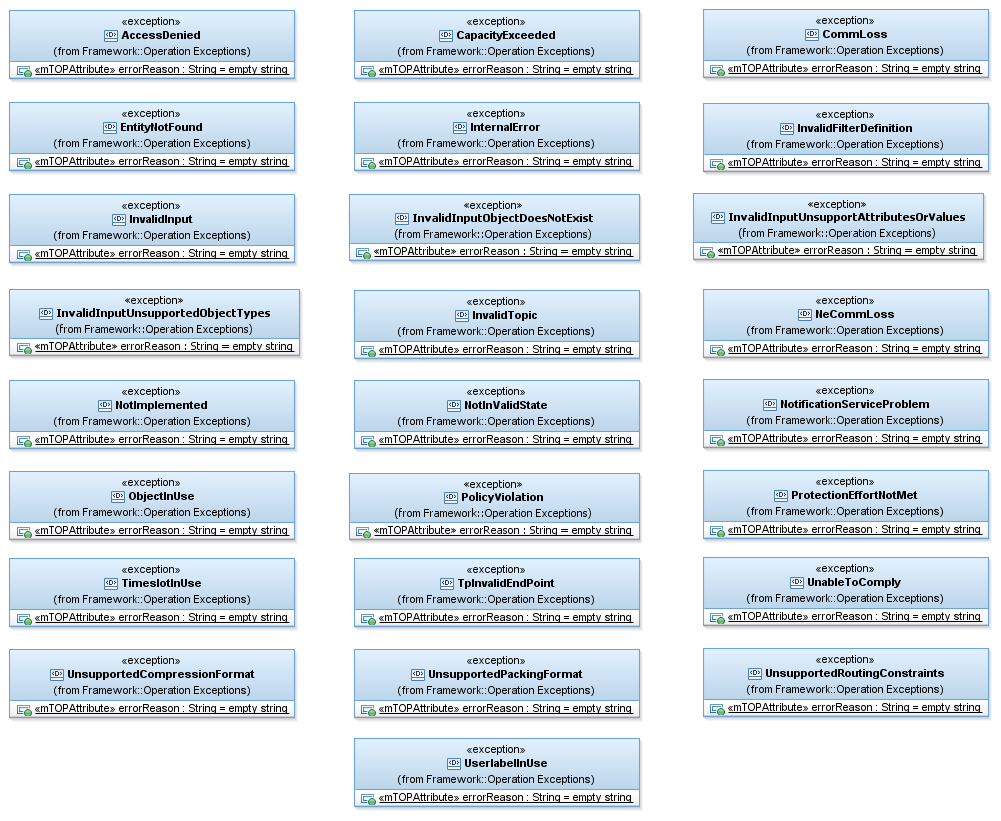 «exception»
AccessDenied
(from Framework::Operation Exceptions)
«mTOPAttribute» errorReason : String = empty string
«exception»
CapacityExceeded
(from Framework::Operation Exceptions)
«mTOPAttribute» errorReason : String = empty string
«exception»
CommLoss
(from Framework::Operation Exceptions)
«mTOPAttribute» errorReason : String = empty string
«exception»
EntityNotFound
(from Framework::Operation Exceptions)
«mTOPAttribute» errorReason : String = empty string
«exception»
InternalError
(from Framework::Operation Exceptions)
«mTOPAttribute» errorReason : String = empty string
«exception»
InvalidFilterDefinition
(from Framework::Operation Exceptions)
«mTOPAttribute» errorReason : String = empty string
«exception»
InvalidInput
(from Framework::Operation Exceptions)
«mTOPAttribute» errorReason : String = empty string
«exception»
InvalidInputObjectDoesNotExist
(from Framework::Operation Exceptions)
«mTOPAttribute» errorReason : String = empty string
«exception»
InvalidInputUnsupportAttributesOrValues
(from Framework::Operation Exceptions)
«mTOPAttribute» errorReason : String = empty string
«exception»
InvalidInputUnsupportedObjectTypes
(from Framework::Operation Exceptions)
«mTOPAttribute» errorReason : String = empty string
«exception»
InvalidTopic
(from Framework::Operation Exceptions)
«mTOPAttribute» errorReason : String = empty string
«exception»
NeCommLoss
(from Framework::Operation Exceptions)
«mTOPAttribute» errorReason : String = empty string
«exception»
NotImplemented
(from Framework::Operation Exceptions)
«mTOPAttribute» errorReason : String = empty string
«exception»
NotInValidState
(from Framework::Operation Exceptions)
«mTOPAttribute» errorReason : String = empty string
«exception»
NotificationServiceProblem
(from Framework::Operation Exceptions)
«mTOPAttribute» errorReason : String = empty string
«exception»
ObjectInUse
(from Framework::Operation Exceptions)
«mTOPAttribute» errorReason : String = empty string
«exception»
PolicyViolation
(from Framework::Operation Exceptions)
«mTOPAttribute» errorReason : String = empty string
«exception»
ProtectionEffortNotMet
(from Framework::Operation Exceptions)
«mTOPAttribute» errorReason : String = empty string
«exception»
TimeslotInUse
(from Framework::Operation Exceptions)
«mTOPAttribute» errorReason : String = empty string
«exception»
TpInvalidEndPoint
(from Framework::Operation Exceptions)
«mTOPAttribute» errorReason : String = empty string
«exception»
UnableToComply
(from Framework::Operation Exceptions)
«mTOPAttribute» errorReason : String = empty string
«exception»
UnsupportedCompressionFormat
(from Framework::Operation Exceptions)
«mTOPAttribute» errorReason : String = empty string
«exception»
UnsupportedPackingFormat
(from Framework::Operation Exceptions)
«mTOPAttribute» errorReason : String = empty string
«exception»
UnsupportedRoutingConstraints
(from Framework::Operation Exceptions)
«mTOPAttribute» errorReason : String = empty string
«exception»
UserlabelInUse
(from Framework::Operation Exceptions)
«mTOPAttribute» errorReason : String = empty string